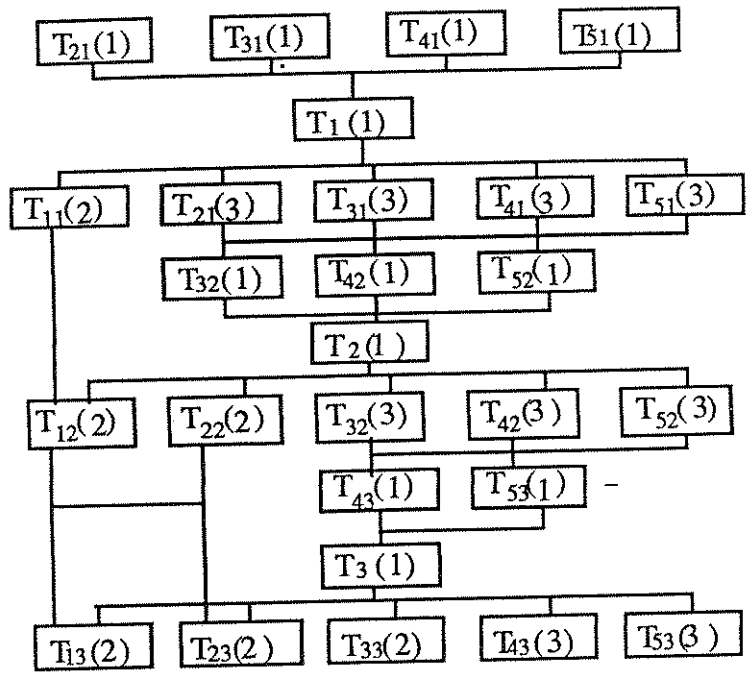 T21(1) T31(1) T41(1) T51(1)
T1(1)
T11(2) T21(3) T31(3) T41(3) T51(3)
T32(1) T42(1) T52(1)
T2(1)
T12(2) T22(2) T32(3) T42(3) T52(3)
T43(1) T53(1)
T3(1)
T13(2) T23(2) T33(2) T43(3) T53(3)